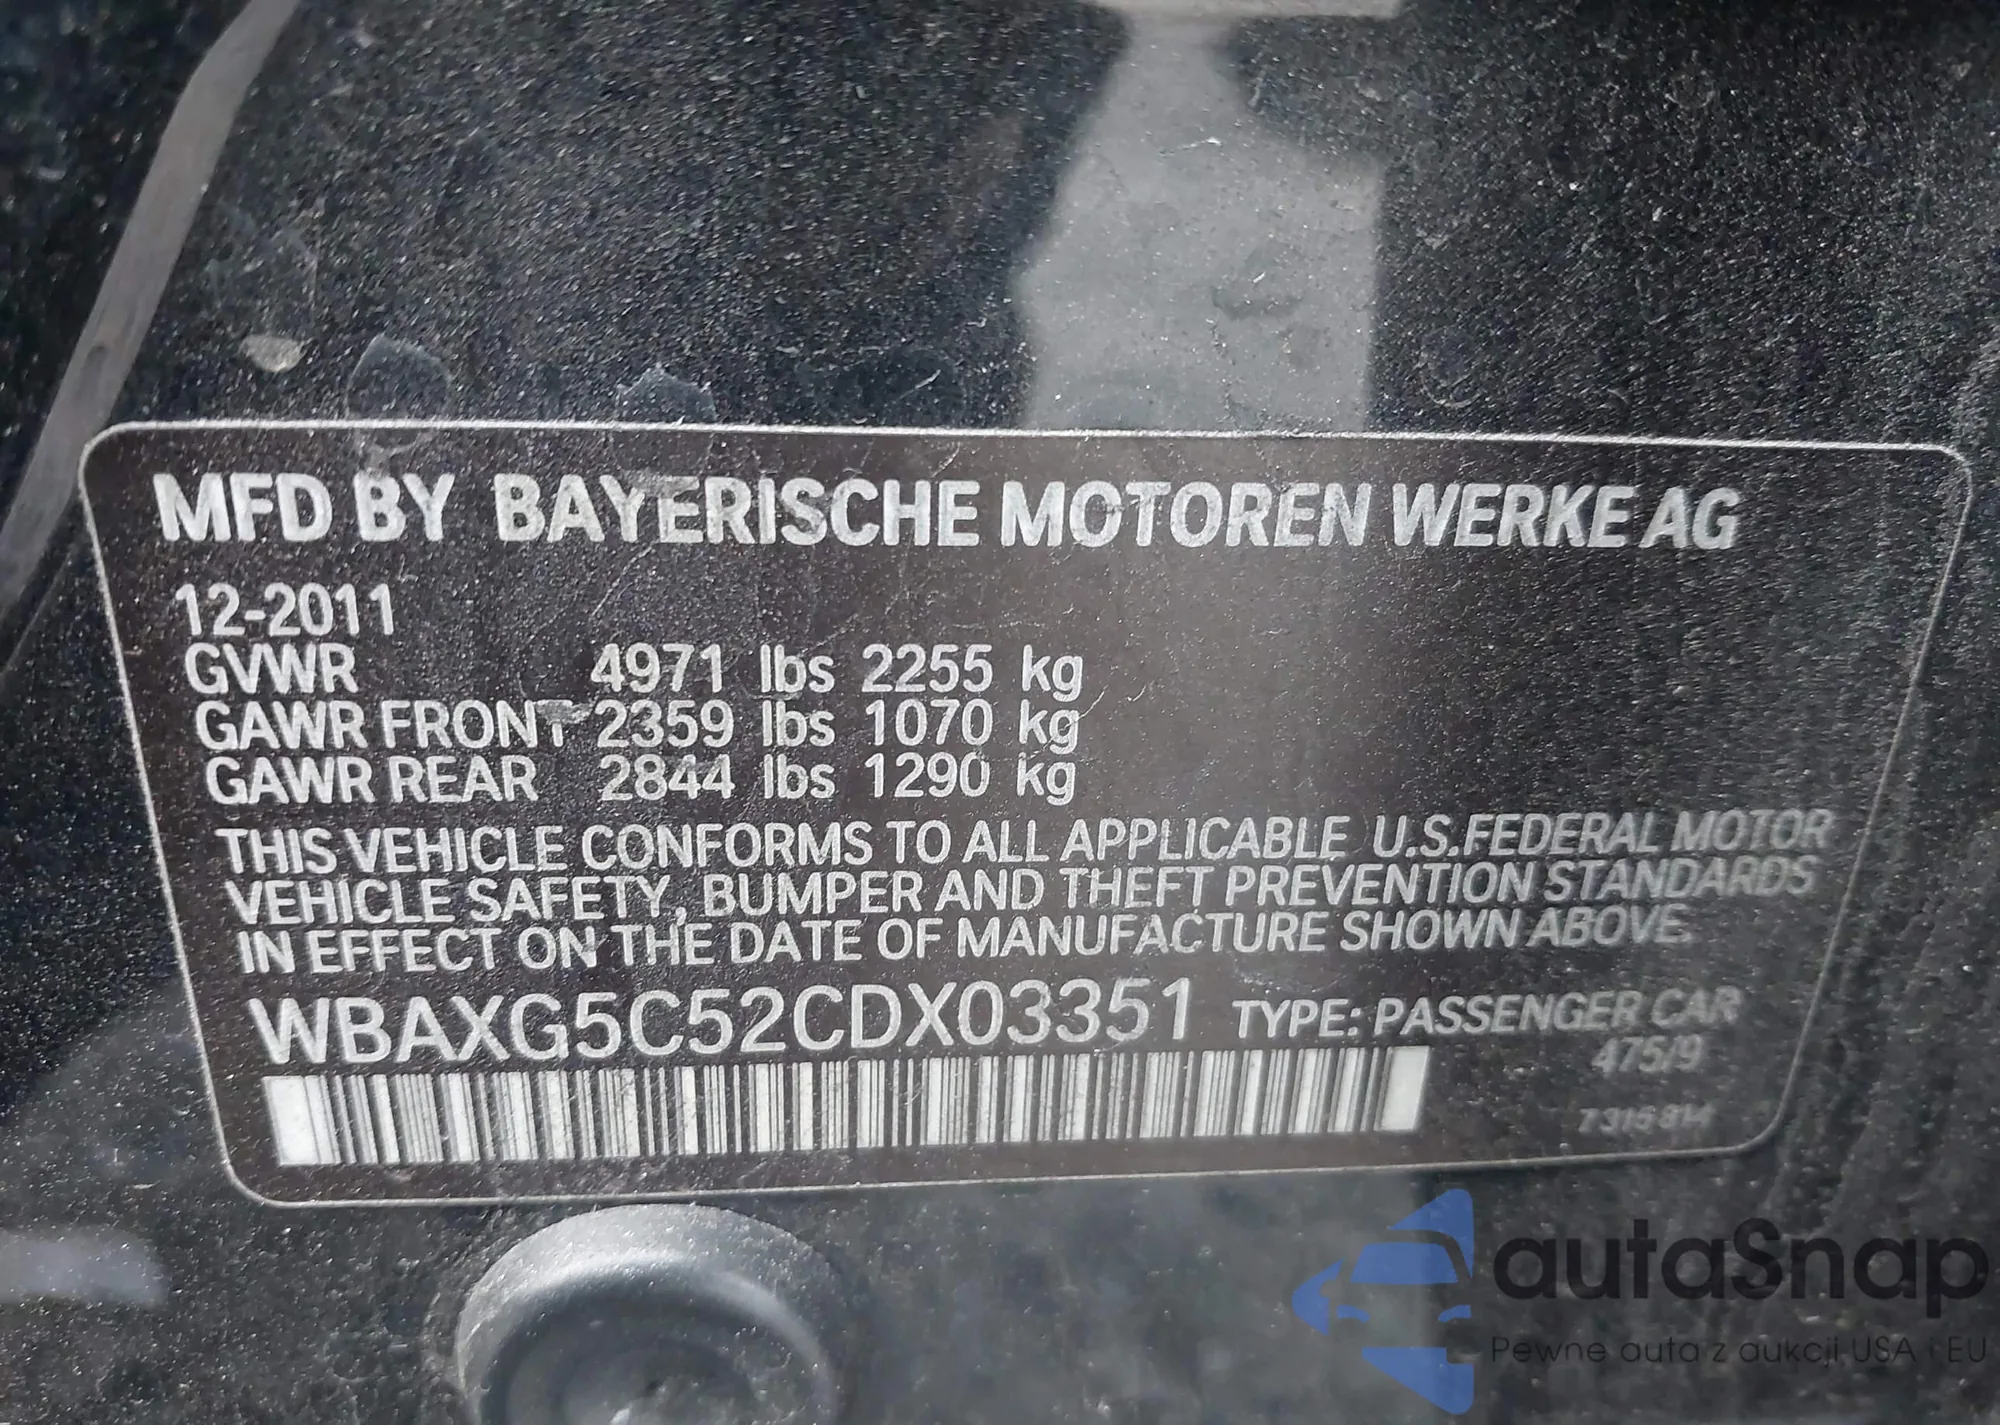 MFD BY BAYERISCHE MOTOREN WERKE AG
12-2011
GVWR 4971 lbs 2255 kg
GAWR FRONT 2359 lbs 1070 kg
GAWR REAR 2844 lbs 1290 kg
THIS VEHICLE CONFORMS TO ALL APPLICABLE U.S.FEDERAL MOTOR
VEHICLE SAFETY, BUMPER AND THEFT PREVENTION STANDARDS
IN EFFECT ON THE DATE OF MANUFACTURE SHOWN ABOVE.
WBAXG5C52CDX03351 TYPE: PASSENGER CAR
475/9
7316814
autaSnap
Pewne auta z aukcji USA i EU